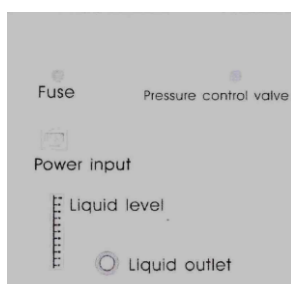 Fuse
Pressure control valve
Power input
Liquid level
Liquid outlet